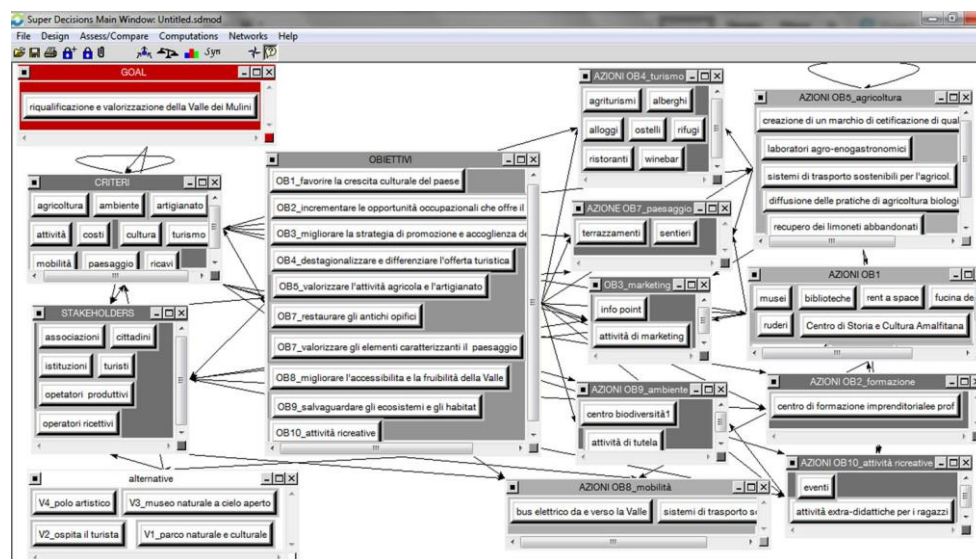 Super Decisions Main Window: Untitled.sdmod
File Design Assess/Compare Computations Networks Help
Syn
GOAL
riqualificazione e valorizzazione della Valle dei Mulini
CRITERI
agricoltura ambiente artigianato
attività costi cultura turismo
mobilità paesaggio ricavi
STAKEHOLDERS
associazioni cittadini
istituzioni turisti
opetatori produttivi
operatori ricettivi
alternative
V4_polo artistico V3_museo naturale a cielo aperto
V2_ospita il turista V1_parco naturale e culturale
OBIETTIVI
OB1_favorire la crescita culturale del paese
OB2_incrementare le opportunità occupazionali che offre il
OB3_migliorare la strategia di promozione e accoglienza de
OB4_destagionalizzare e differenziare l'offerta turistica
OB5_valorizzare l'attività agricola e l'artigianato
OB7_restaurare gli antichi opifici
OB7_valorizzare gli elementi caratterizzanti il paesaggio
OB8_migliorare l'accessibilita e la fruibilità della Valle
OB9_salvaguardare gli ecosistemi e gli habitat
OB10_attività ricreative
AZIONI OB4_turismo
agriturismi alberghi
alloggi ostelli rifugi
ristoranti winebar
AZIONE OB7_paesaggio
terrazzamenti sentieri
OB3_marketing
info point
attività di marketing
AZIONI OB9_ambiente
centro biodiversità1
attività di tutela
AZIONI OB8_mobilità
bus elettrico da e verso la Valle sistemi di trasporto so
AZIONI OB5_agricoltura
creazione di un marchio di cetificazione di qual
laboratori agro-enogastronomici
sistemi di trasporto sostenibili per l'agricol.
diffusione delle pratiche di agricoltura biologi
recupero dei limoneti abbandonati
AZIONI OB1
musei biblioteche rent a space fucina de
ruderi Centro di Storia e Cultura Amalfitana
AZIONI OB2_formazione
centro di formazione imprenditorialee prof
AZIONI OB10_attività ricreative
eventi
attività extra-didattiche per i ragazzi